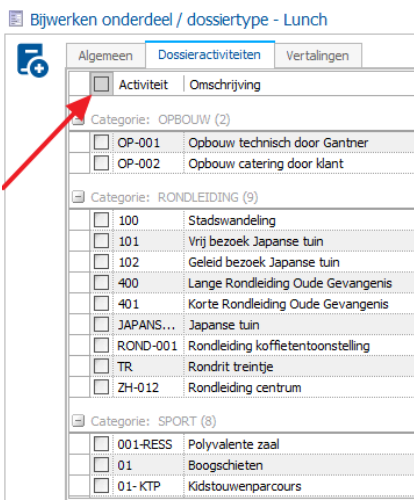 Bijwerken onderdeel / dossiertype - Lunch
Algemeen Dossieractiviteiten Vertalingen
Activiteit Omschrijving
Categorie: OPBOUW (2)
OP-001 Opbouw technisch door Gantner
OP-002 Opbouw catering door klant
Categorie: RONDLEIDING (9)
100 Stadswandeling
101 Vrij bezoek Japanse tuin
102 Geleid bezoek Japanse tuin
400 Lange Rondleiding Oude Gevangenis
401 Korte Rondleiding Oude Gevangenis
JAPANS... Japanse tuin
ROND-001 Rondleiding koffietentoonstelling
TR Rondrit treintje
ZH-012 Rondleiding centrum
Categorie: SPORT (8)
001-RESS Polyvalente zaal
01 Boogschieten
01-KTP Kidstouwenparcours